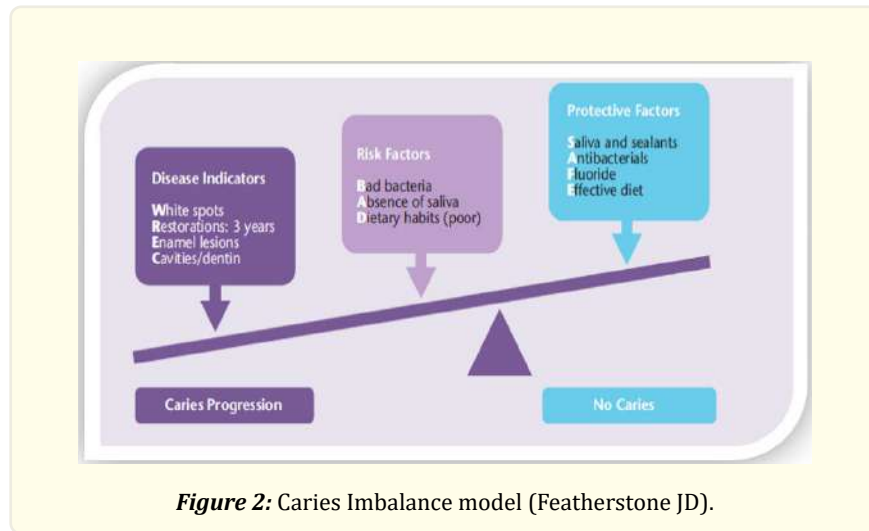 Disease Indicators
White spots
Restorations: 3 years
Enamel lesions
Cavities/dentin
Risk Factors
Bad bacteria
Absence of saliva
Dietary habits (poor)
Protective Factors
Saliva and sealants
Antibacterials
Fluoride
Effective diet
Caries Progression
No Caries
Figure 2: Caries Imbalance model (Featherstone JD).